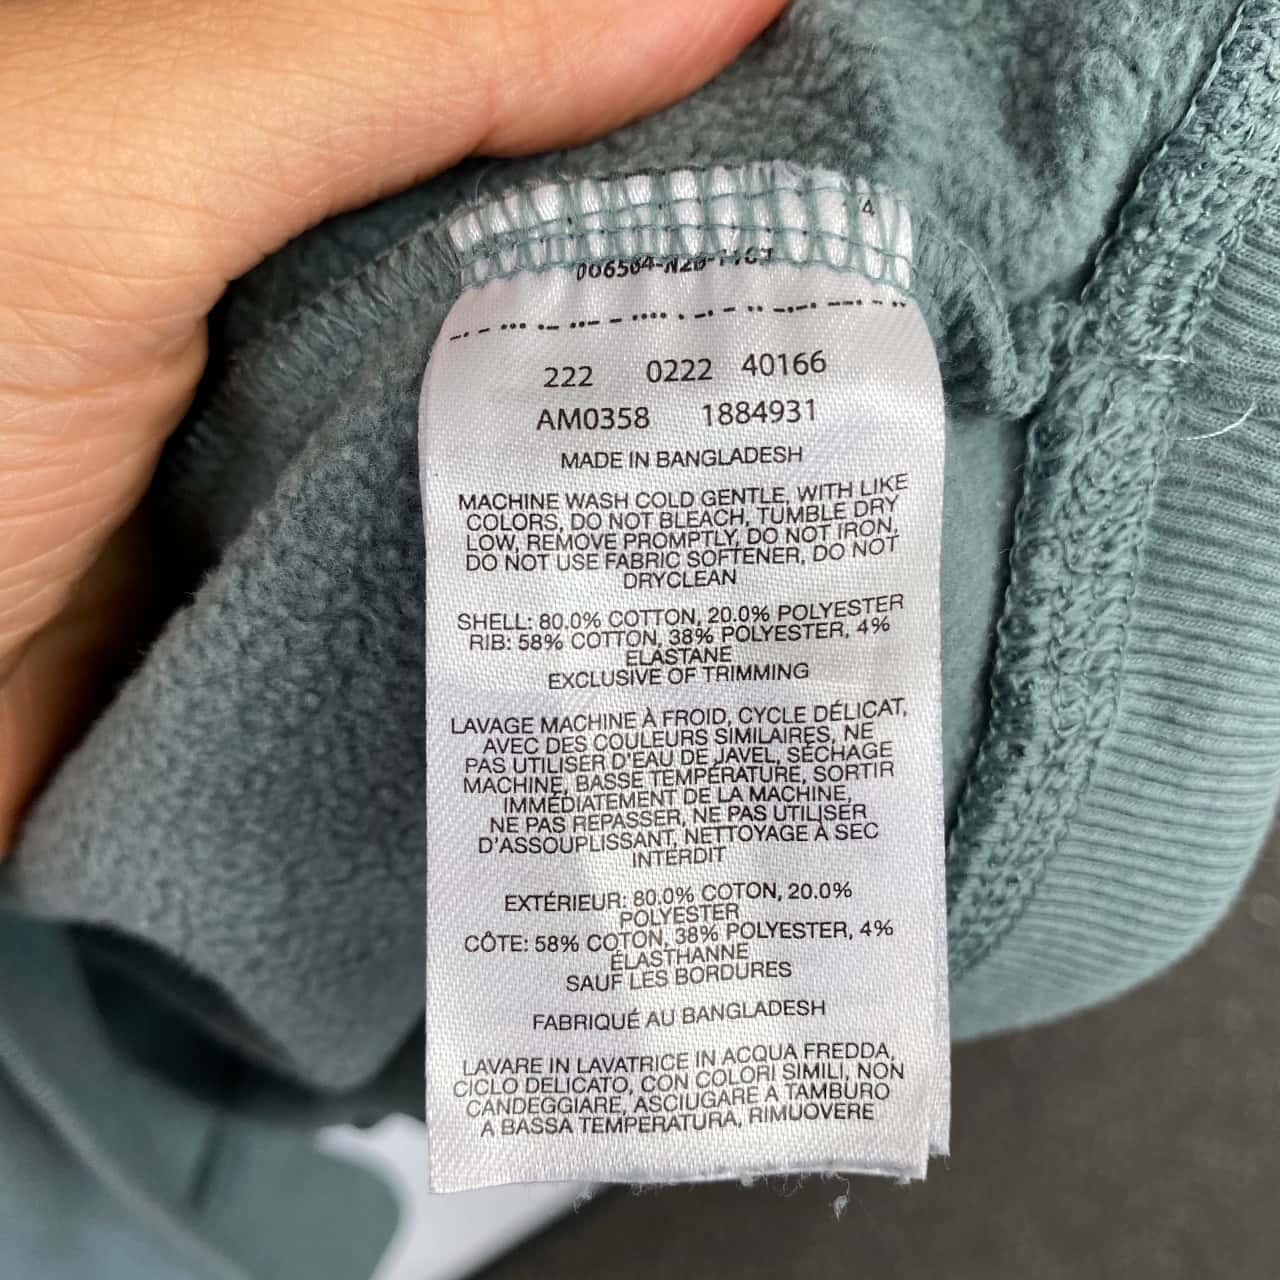 4
222 0222 40166
AM0358 1884931
MADE IN BANGLADESH
MACHINE WASH COLD GENTLE, WITH LIKE
COLORS, DO NOT BLEACH, TUMBLE DRY
LOW, REMOVE PROMPTLY, DO NOT IRON,
DO NOT USE FABRIC SOFTENER, DO NOT
DRYCLEAN
SHELL: 80.0% COTTON, 20.0% POLYESTER
RIB: 58% COTTON, 38% POLYESTER, 4%
ELASTANE
EXCLUSIVE OF TRIMMING
LAVAGE MACHINE À FROID, CYCLE DÉLICAT,
AVEC DES COULEURS SIMILAIRES, NE
PAS UTILISER D'EAU DE JAVEL, SÉCHAGE
MACHINE, BASSE TEMPÉRATURE, SORTIR
IMMÉDIATEMENT DE LA MACHINE,
NE PAS REPASSER, NE PAS UTILISER
D'ASSOUPLISSANT, NETTOYAGE À SEC
INTERDIT
EXTÉRIEUR: 80.0% COTON, 20.0%
POLYESTER
CÔTE: 58% COTON, 38% POLYESTER, 4%
ÉLASTHANNE
SAUF LES BORDURES
FABRIQUÉ AU BANGLADESH
LAVARE IN LAVATRICE IN ACQUA FREDDA,
CICLO DELICATO, CON COLORI SIMILI, NON
CANDEGGIARE, ASCIUGARE A TAMBURO
A BASSA TEMPERATURA, RIMUOVERE